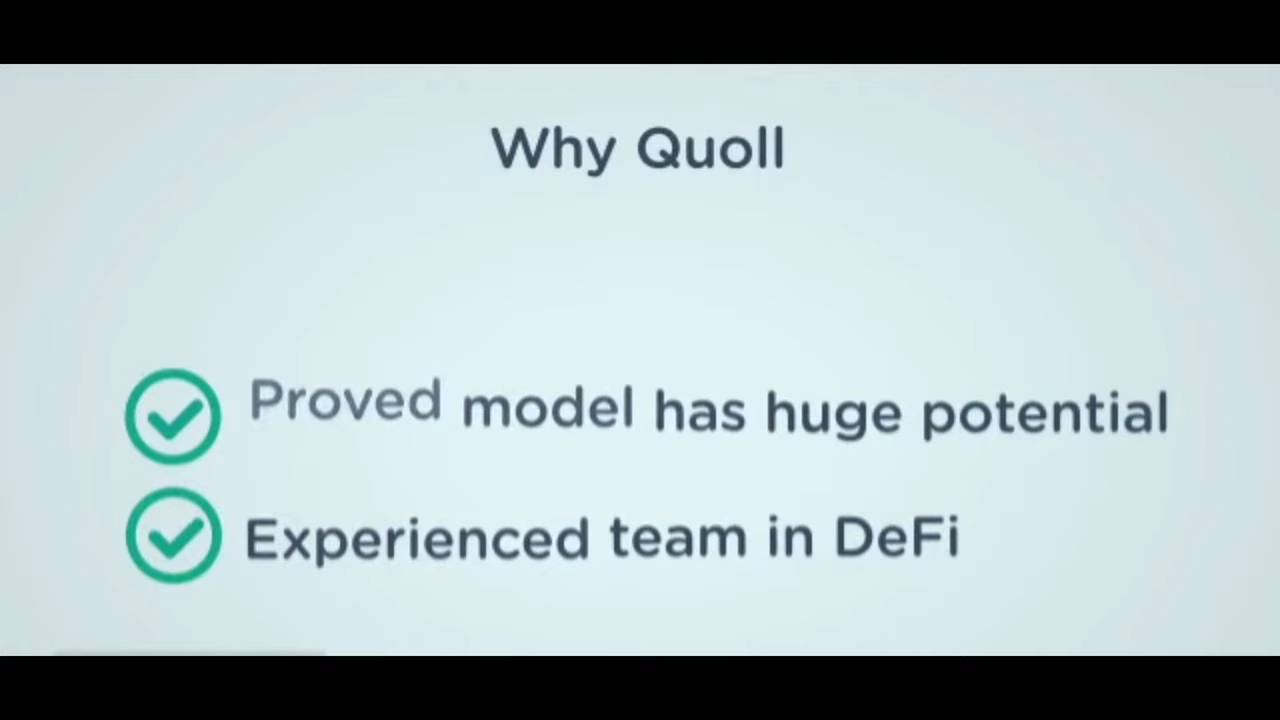 Why Quoll
Proved model has huge potential
Experienced team in DeFi